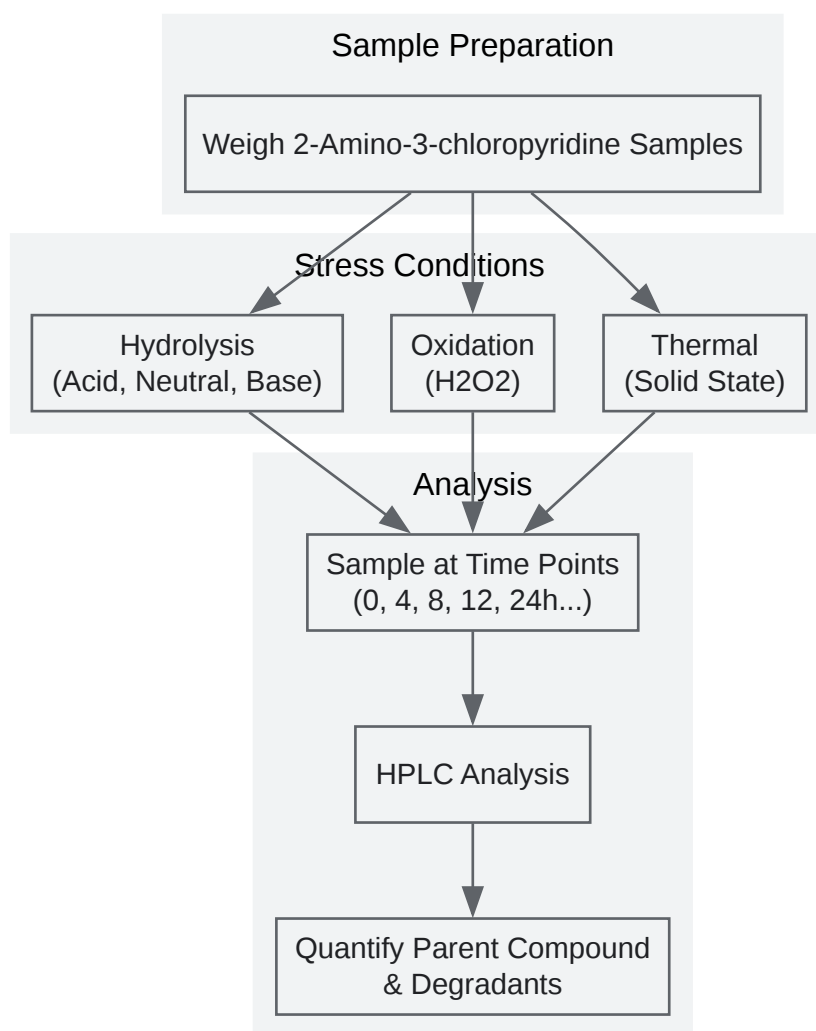 Sample Preparation
Weigh 2-Amino-3-chloropyridine Samples
Stress Conditions
Hydrolysis
(Acid, Neutral, Base)
Oxidation
(H2O2)
Thermal
(Solid State)
Analysis
Sample at Time Points
(0, 4, 8, 12, 24h...)
HPLC Analysis
Quantify Parent Compound
& Degradants